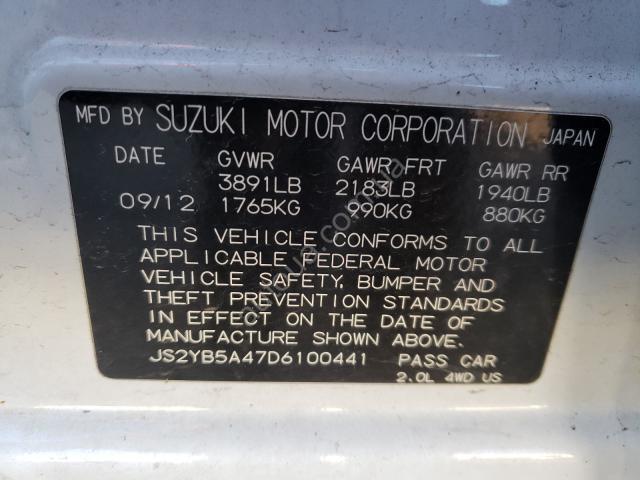 MFD BY SUZUKI MOTOR CORPORATION JAPAN
DATE GVWR GAWR FRT GAWR RR
3891LB 2183LB 1940LB
09/12 1765KG 990KG 880KG
THIS VEHICLE CONFORMS TO ALL
APPLICABLE FEDERAL MOTOR
VEHICLE SAFETY, BUMPER AND
THEFT PREVENTION STANDARDS
IN EFFECT ON THE DATE OF
MANUFACTURE SHOWN ABOVE.
JS2YB5A47D6100441 PASS CAR
2.0L 4WD US